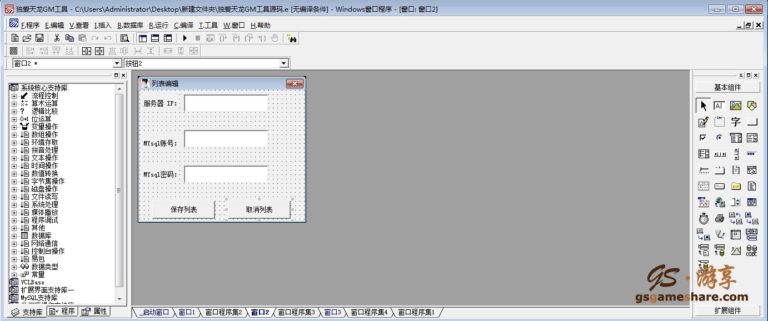 独爱天龙GM工具 - C:\Users\Administrator\Desktop\新建文件夹\独爱天龙GM工具源码.e [无编译条件] - Windows窗口程序 - [窗口: 窗口2]
F.程序 E.编辑 V.查看 I.插入 B.数据库 R.运行 C.编译 T.工具 W.窗口 H.帮助
窗口2 *
按钮2
系统核心支持库
流程控制
算术运算
逻辑比较
位运算
变量操作
数组操作
环境存取
拼音处理
文本操作
时间操作
数值转换
字节集操作
磁盘操作
文件读写
系统处理
媒体播放
程序调试
其他
数据库
网络通信
控制台操作
易包
数据类型
常量
VCLBase
扩展界面支持库一
MySQL支持库
支持库 程序 属性
列表编辑
服务器 IP:
MYsql账号:
MYsql密码:
保存列表 取消列表
_启动窗口 窗口1 窗口程序集2 窗口2 窗口程序集3 窗口3 窗口程序集4 窗口程序集1
基本组件
扩展组件
GS·游享
gsgameshare.com